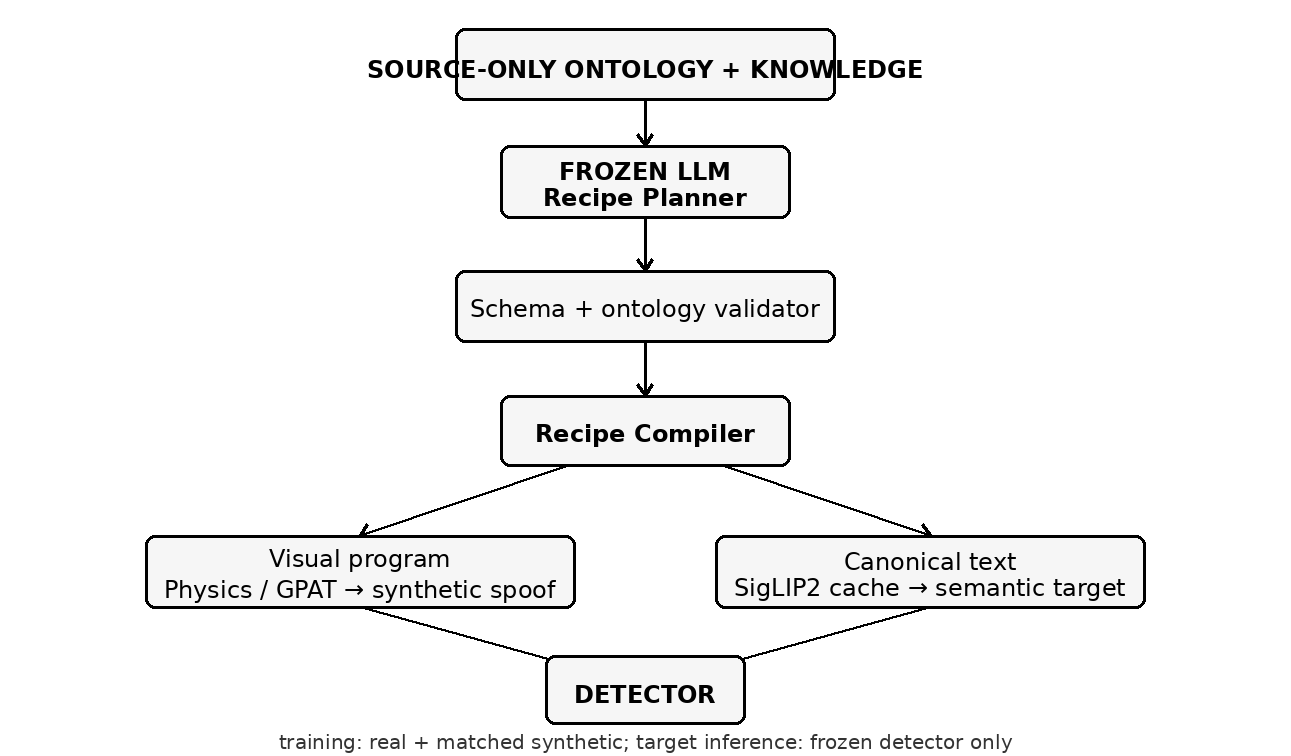 SOURCE-ONLY ONTOLOGY + KNOWLEDGE
FROZEN LLM
Recipe Planner
Schema + ontology validator
Recipe Compiler
Visual program
Physics / GPAT → synthetic spoof
Canonical text
SigLIP2 cache → semantic target
DETECTOR
training: real + matched synthetic; target inference: frozen detector only